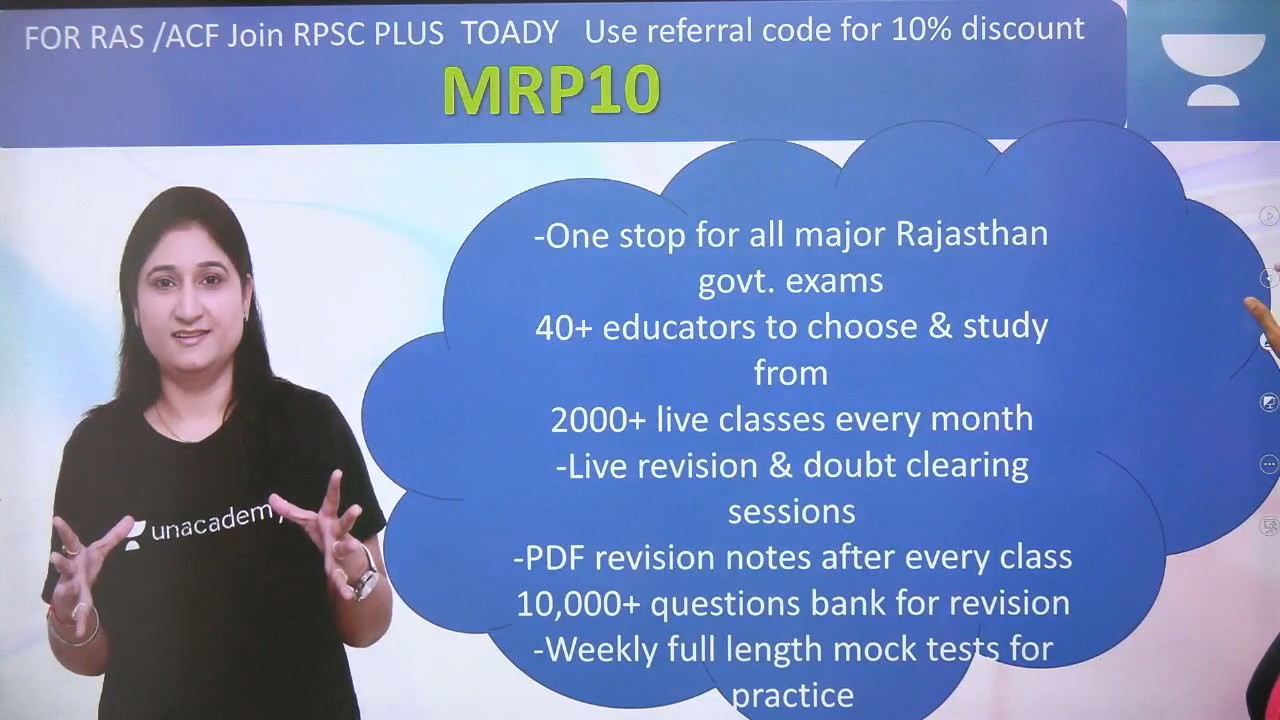 FOR RAS /ACF Join RPSC PLUS TOADY Use referral code for 10% discount
MRP10
-One stop for all major Rajasthan
govt. exams
40+ educators to choose & study
from
2000+ live classes every month
-Live revision & doubt clearing
sessions
-PDF revision notes after every class
10,000+ questions bank for revision
-Weekly full length mock tests for
practice
unacademy